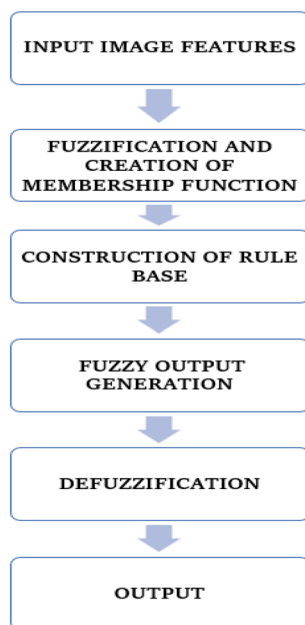 INPUT IMAGE FEATURES
FUZZIFICATION AND
CREATION OF
MEMBERSHIP FUNCTION
CONSTRUCTION OF RULE
BASE
FUZZY OUTPUT
GENERATION
DEFUZZIFICATION
OUTPUT